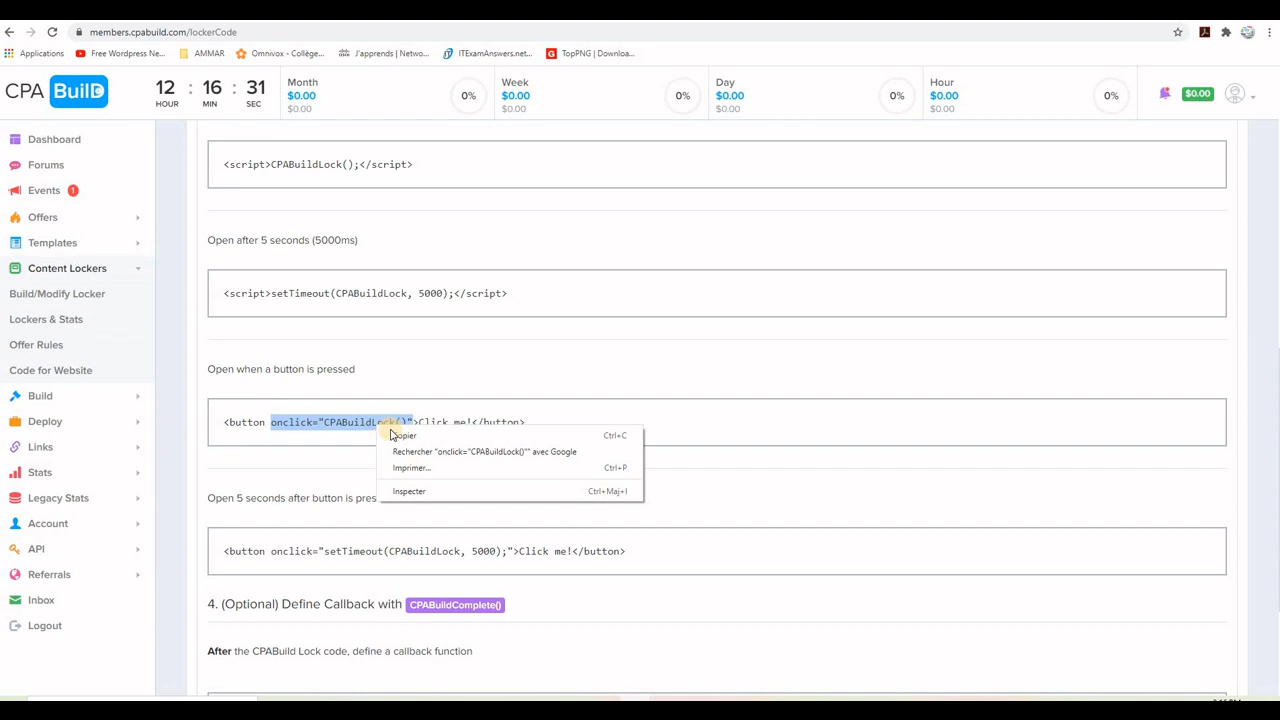 members.cpabuild.com/lockerCode
Applications
Free Wordpress Ne...
AMMAR
Omnivox - Collège...
J'apprends | Netwo...
ITExamAnswers.net...
TopPNG | Downloa...
CPA Build
12 : 16 : 31
HOUR MIN SEC
Month
$0.00
$0.00
0%
Week
$0.00
$0.00
0%
Day
$0.00
$0.00
0%
Hour
$0.00
$0.00
0%
$0.00
Dashboard
Forums
Events 1
Offers
Templates
Content Lockers
Build/Modify Locker
Lockers & Stats
Offer Rules
Code for Website
Build
Deploy
Links
Stats
Legacy Stats
Account
API
Referrals
Inbox
Logout
<script>CPABuildLock();</script>
Open after 5 seconds (5000ms)
<script>setTimeout(CPABuildLock, 5000);</script>
Open when a button is pressed
<button onclick="CPABuildLock()">Click me!</button>
Copier Ctrl+C
Rechercher "onclick="CPABuildLock()"" avec Google
Imprimer... Ctrl+P
Inspecter Ctrl+Maj+I
Open 5 seconds after button is pres
<button onclick="setTimeout(CPABuildLock, 5000);">Click me!</button>
4. (Optional) Define Callback with CPABuildComplete()
After the CPABuild Lock code, define a callback function